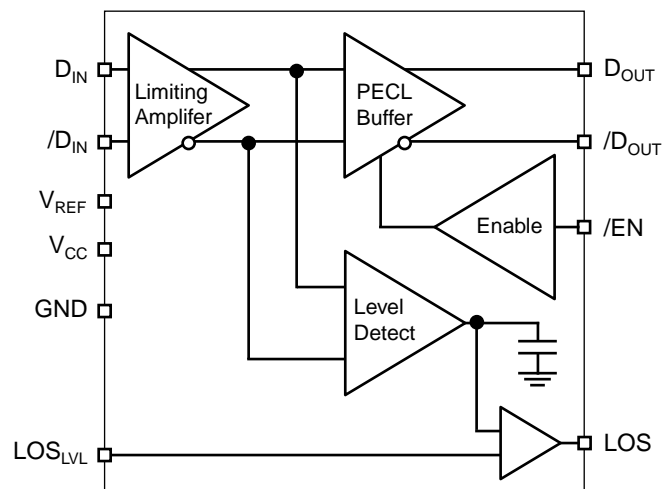 D_IN
Limiting
Amplifer
PECL
Buffer
D_OUT
/D_IN
/D_OUT
V_REF
Enable
/EN
V_CC
GND
Level
Detect
LOS_LVL
LOS